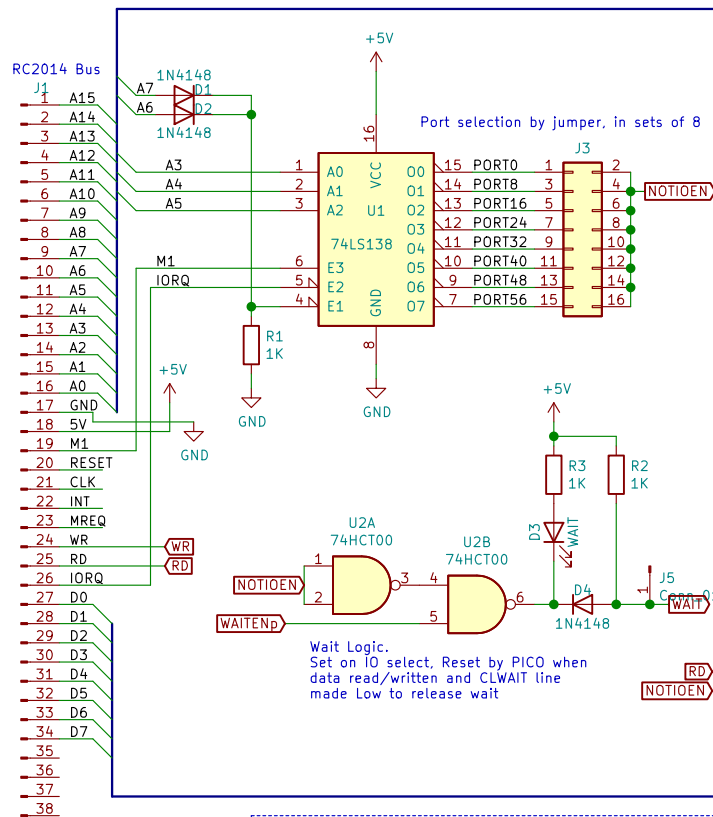 RC2014 Bus
J1
1 A15
2 A14
3 A13
4 A12
5 A11
6 A10
7 A9
8 A8
9 A7
10 A6
11 A5
12 A4
13 A3
14 A2
15 A1
16 A0
17 GND
18 5V
19 M1
20 RESET
21 CLK
22 INT
23 MREQ
24 WR
25 RD
26 IORQ
27 D0
28 D1
29 D2
30 D3
31 D4
32 D5
33 D6
34 D7
35
36
37
38
WR
RD
+5V
GND
1N4148
A7 D1
A6 D2
1N4148
A3
A4
A5
M1
IORQ
R1
1K
GND
+5V
16
VCC
1 A0
2 A1
3 A2
6 E3
5 E2
4 E1
U1
74LS138
GND
8
GND
O0 15 PORT0
O1 14 PORT8
O2 13 PORT16
O3 12 PORT24
O4 11 PORT32
O5 10 PORT40
O6 9 PORT48
O7 7 PORT56
Port selection by jumper, in sets of 8
J3
1 2
3 4
5 6
7 8
9 10
11 12
13 14
15 16
NOTIOEN
+5V
R3
1K
R2
1K
D3
WAIT
D4
1N4148
J5
1
WAIT
U2A
74HCT00
1
2
3
U2B
74HCT00
4
5
6
NOTIOEN
WAITENp
Wait Logic.
Set on IO select, Reset by PICO when
data read/written and CLWAIT line
made Low to release wait
RD
NOTIOEN